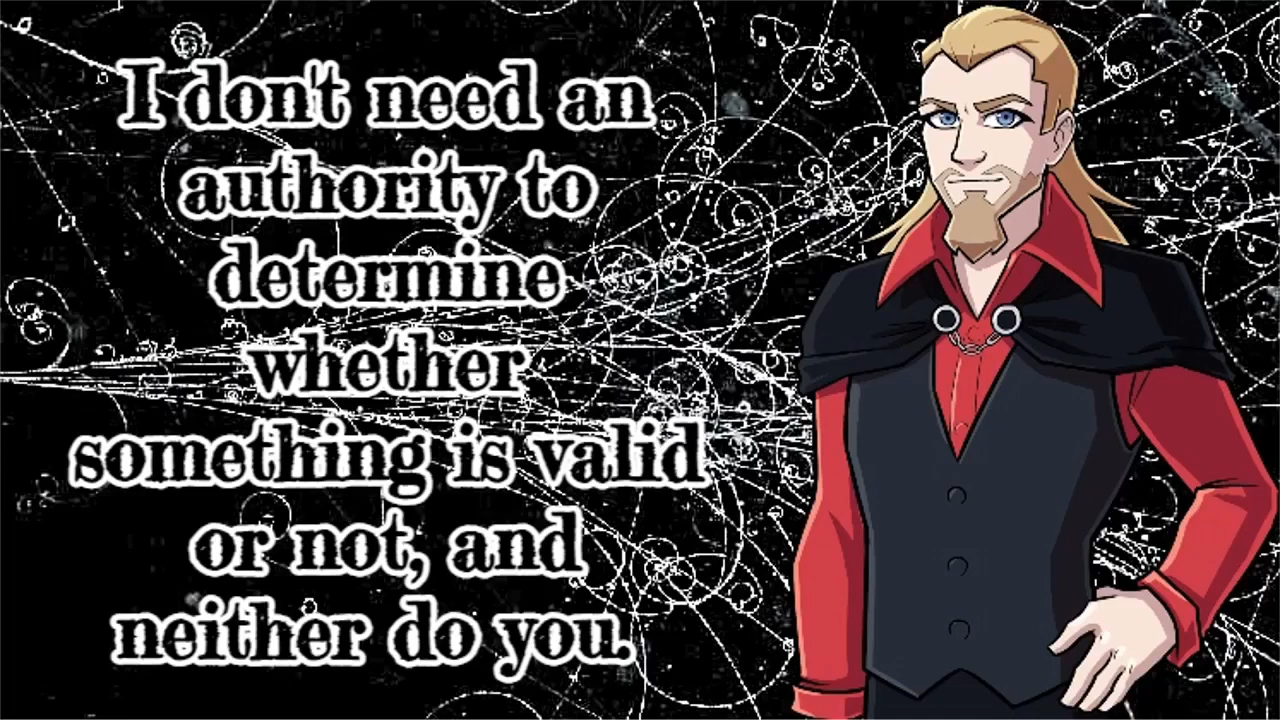 I don't need an
authority to
determine
whether
something is valid
or not, and
neither do you.